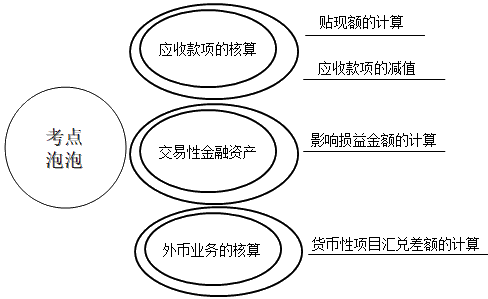 考点
泡泡
应收款项的核算
贴现额的计算
应收款项的减值
交易性金融资产
影响损益金额的计算
外币业务的核算
货币性项目汇兑差额的计算